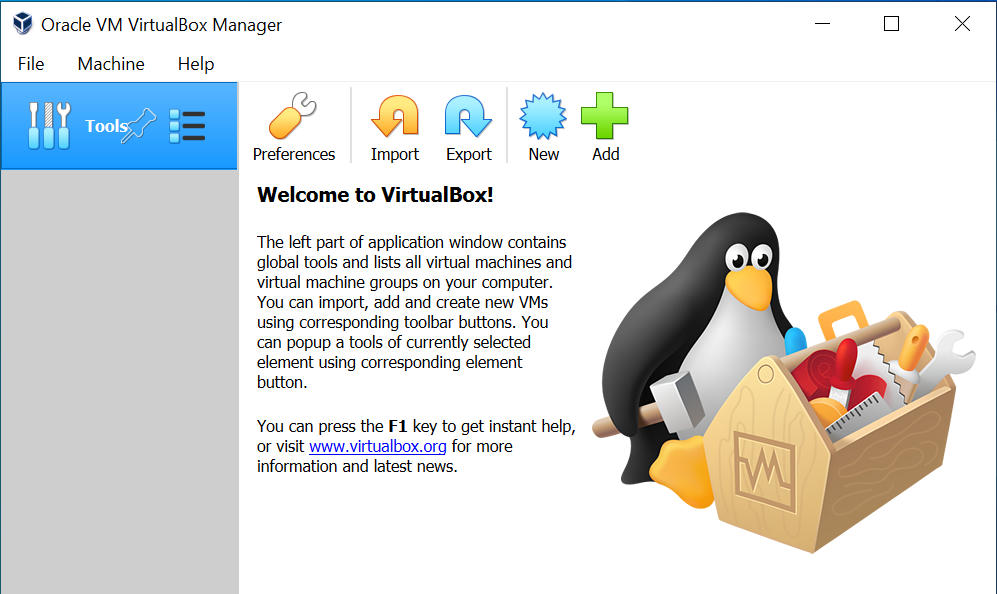 Oracle VM VirtualBox Manager
File Machine Help
Tools
Preferences Import Export New Add
Welcome to VirtualBox!
The left part of application window contains
global tools and lists all virtual machines and
virtual machine groups on your computer.
You can import, add and create new VMs
using corresponding toolbar buttons. You
can popup a tools of currently selected
element using corresponding element
button.
You can press the F1 key to get instant help,
or visit www.virtualbox.org for more
information and latest news.
VM